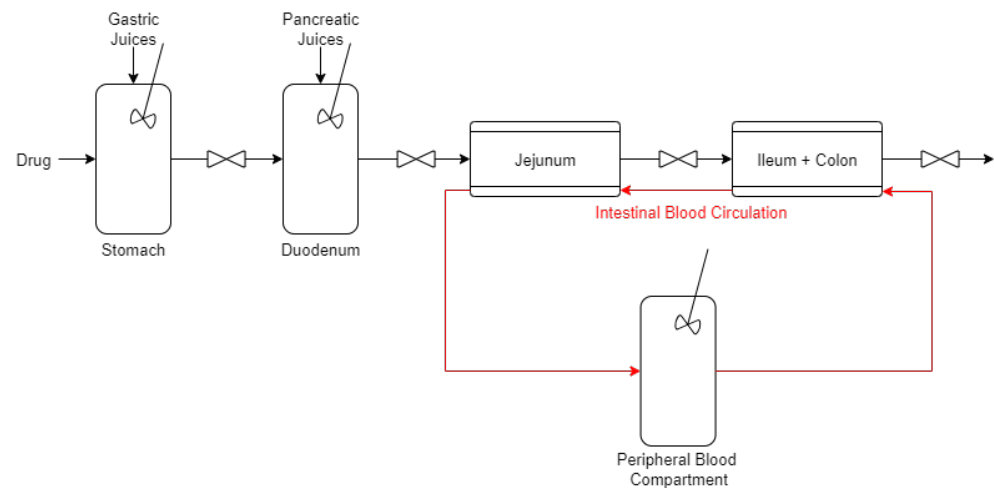 Gastric
Juices
Pancreatic
Juices
Drug
Jejunum
Ileum + Colon
Intestinal Blood Circulation
Stomach
Duodenum
Peripheral Blood
Compartment